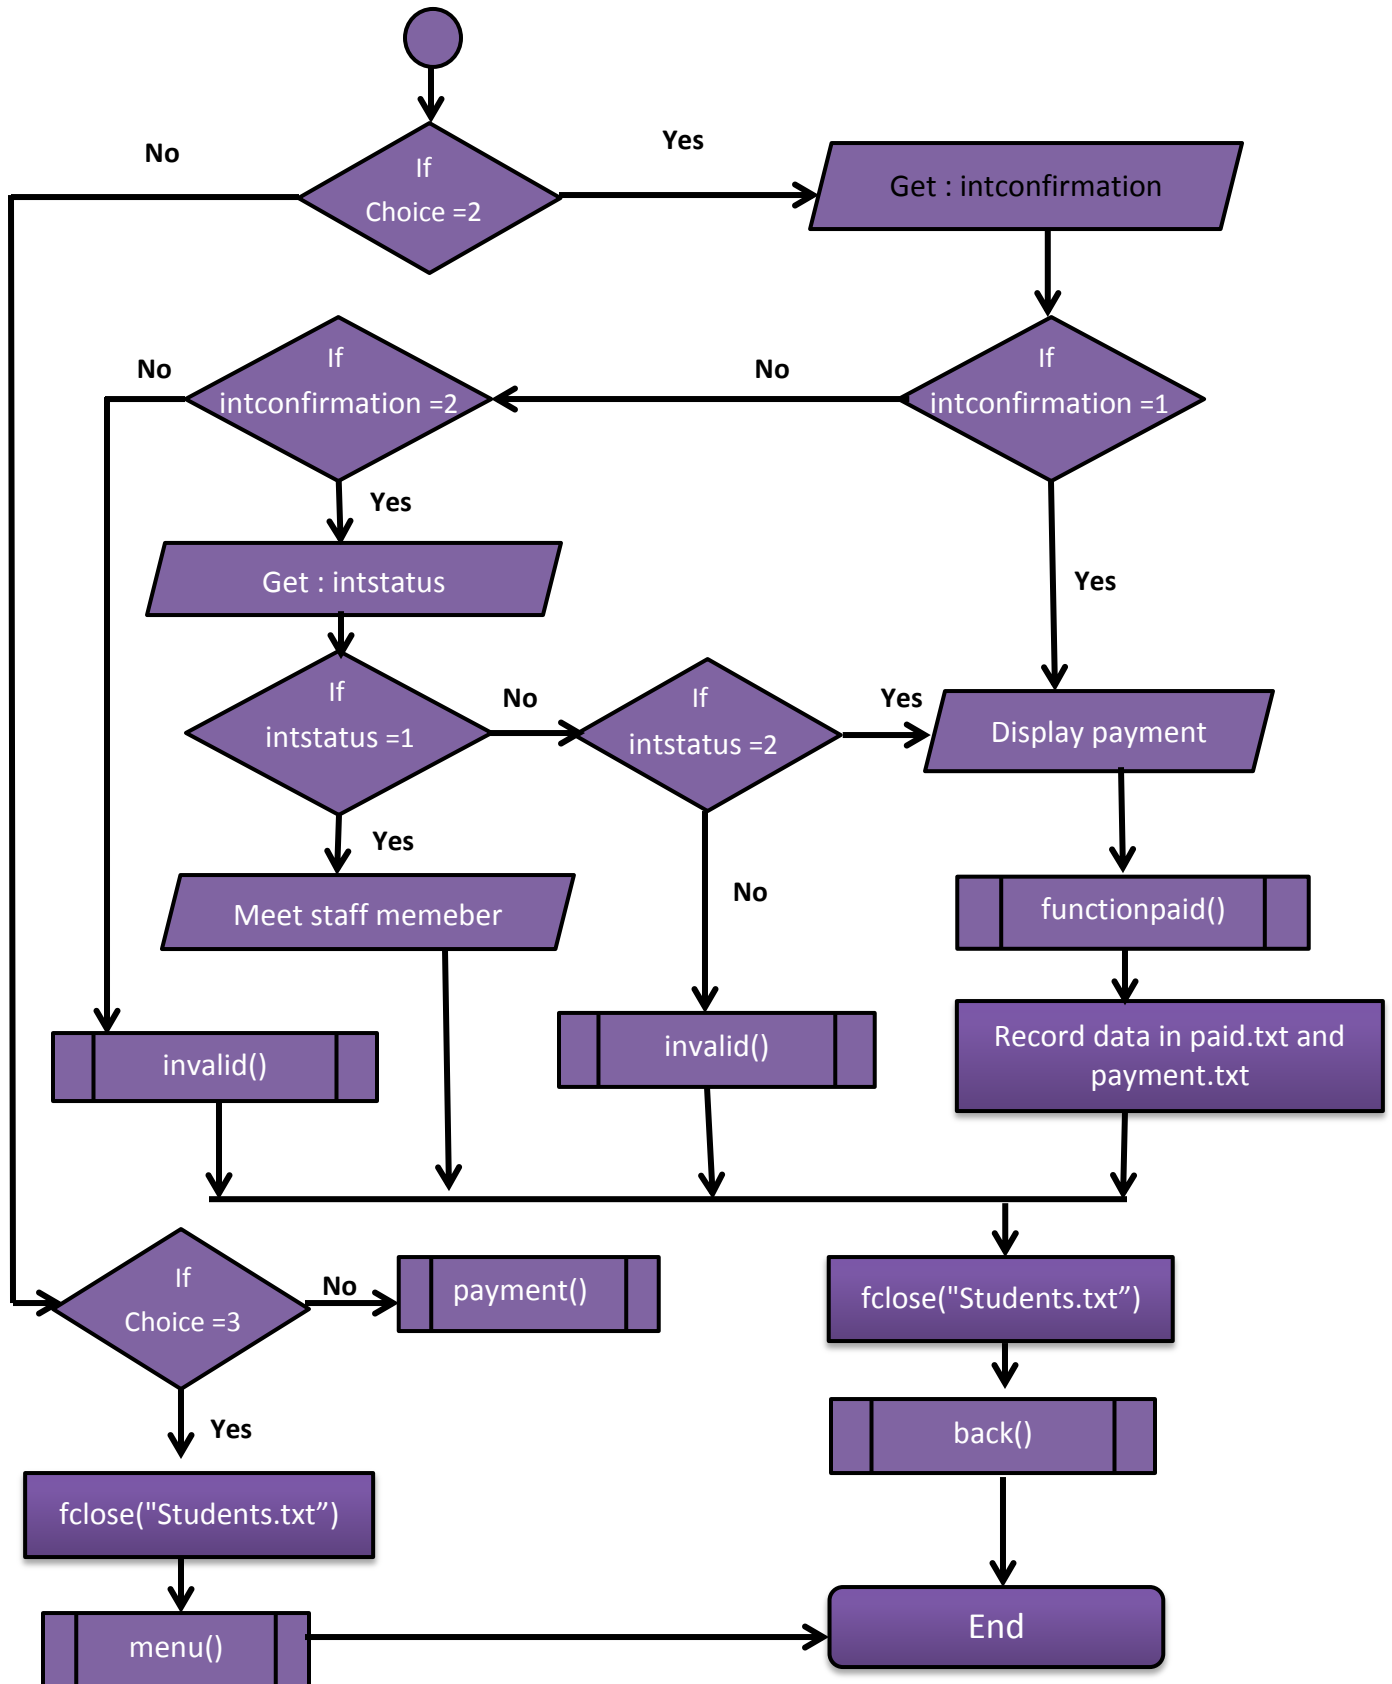 No
Yes
If
Choice =2
Get : intconfirmation
If
intconfirmation =2
No
No
If
intconfirmation =1
Yes
Get : intstatus
Yes
If
intstatus =1
No
If
intstatus =2
Yes
Display payment
Yes
Meet staff memeber
No
functionpaid()
invalid()
invalid()
Record data in paid.txt and
payment.txt
If
Choice =3
No
payment()
fclose("Students.txt”)
Yes
back()
fclose("Students.txt”)
menu()
End